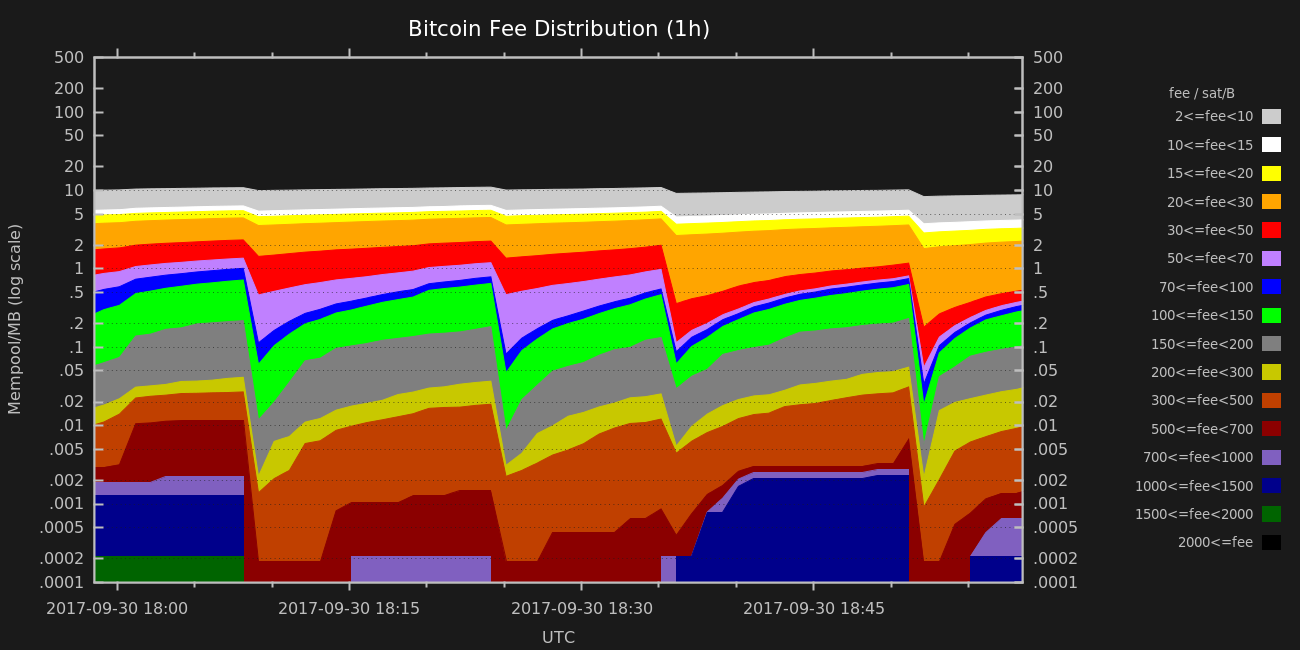 Bitcoin Fee Distribution (1h)
Mempool/MB (log scale)
500
200
100
50
20
10
5
2
1
.5
.2
.1
.05
.02
.01
.005
.002
.001
.0005
.0002
.0001
500
200
100
50
20
10
5
2
1
.5
.2
.1
.05
.02
.01
.005
.002
.001
.0005
.0002
.0001
2017-09-30 18:00
2017-09-30 18:15
2017-09-30 18:30
2017-09-30 18:45
UTC
fee / sat/B
2<=fee<10
10<=fee<15
15<=fee<20
20<=fee<30
30<=fee<50
50<=fee<70
70<=fee<100
100<=fee<150
150<=fee<200
200<=fee<300
300<=fee<500
500<=fee<700
700<=fee<1000
1000<=fee<1500
1500<=fee<2000
2000<=fee